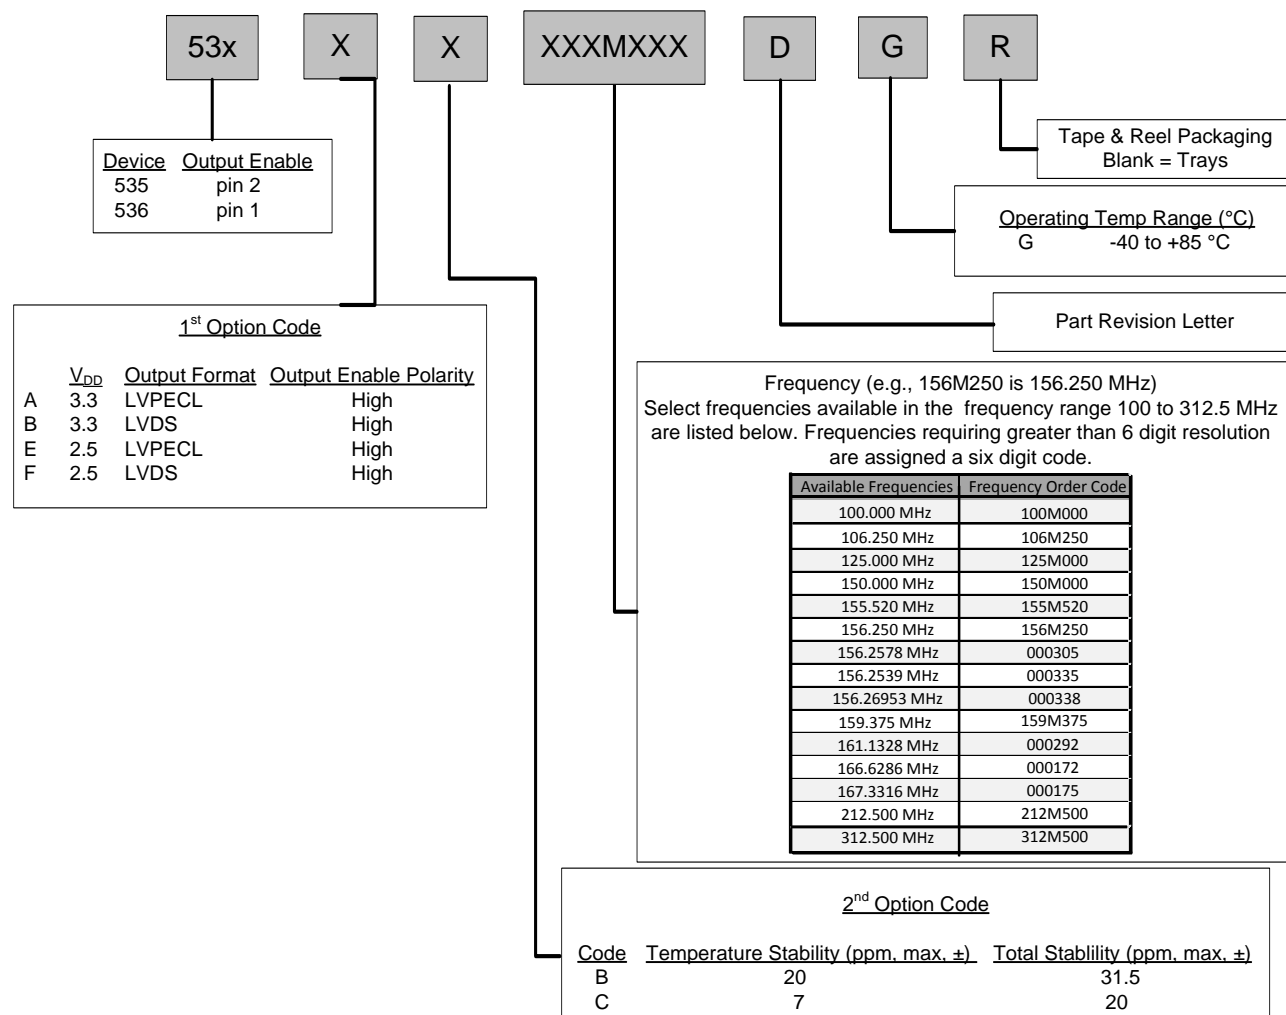 53x X X XXXMXXX D G R
Tape & Reel Packaging
Blank = Trays
Device Output Enable
535 pin 2
536 pin 1
Operating Temp Range (°C)
G -40 to +85 °C
Part Revision Letter
1st Option Code
VDD Output Format Output Enable Polarity
A 3.3 LVPECL High
B 3.3 LVDS High
E 2.5 LVPECL High
F 2.5 LVDS High
Frequency (e.g., 156M250 is 156.250 MHz)
Select frequencies available in the frequency range 100 to 312.5 MHz
are listed below. Frequencies requiring greater than 6 digit resolution
are assigned a six digit code.
Available Frequencies Frequency Order Code
100.000 MHz 100M000
106.250 MHz 106M250
125.000 MHz 125M000
150.000 MHz 150M000
155.520 MHz 155M520
156.250 MHz 156M250
156.2578 MHz 000305
156.2539 MHz 000335
156.26953 MHz 000338
159.375 MHz 159M375
161.1328 MHz 000292
166.6286 MHz 000172
167.3316 MHz 000175
212.500 MHz 212M500
312.500 MHz 312M500
2nd Option Code
Code Temperature Stability (ppm, max, ±) Total Stablility (ppm, max, ±)
B 20 31.5
C 7 20